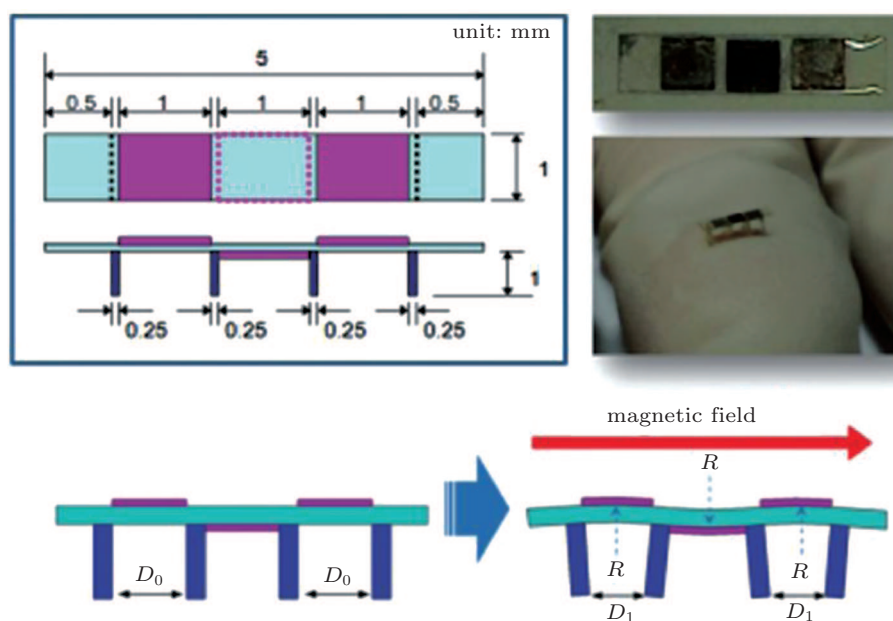 unit: mm
5
0.5 1 1 1 0.5
1
1
0.25 0.25 0.25 0.25
magnetic field
R
D₀ D₀
R R
D₁ D₁